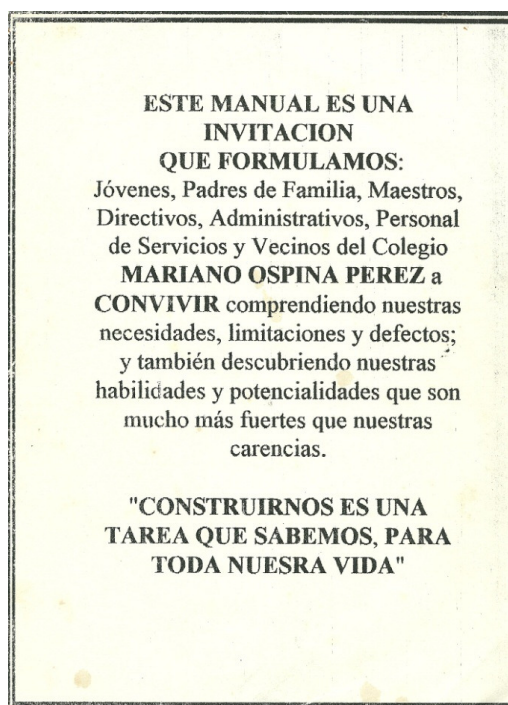 ESTE MANUAL ES UNA
INVITACION
QUE FORMULAMOS:
Jóvenes, Padres de Familia, Maestros,
Directivos, Administrativos, Personal
de Servicios y Vecinos del Colegio
MARIANO OSPINA PEREZ a
CONVIVIR comprendiendo nuestras
necesidades, limitaciones y defectos;
y también descubriendo nuestras
habilidades y potencialidades que son
mucho más fuertes que nuestras
carencias.
"CONSTRUIRNOS ES UNA
TAREA QUE SABEMOS, PARA
TODA NUESRA VIDA"